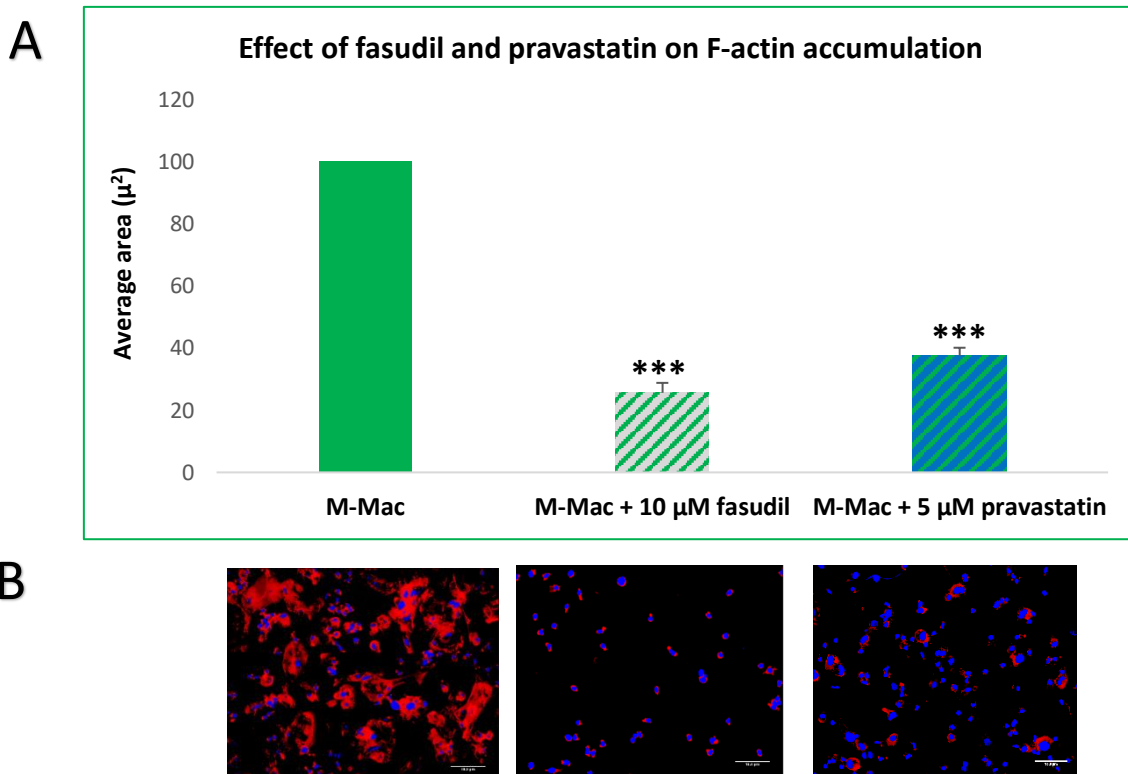 A
Effect of fasudil and pravastatin on F-actin accumulation
Average area (μ²)
120
100
80
60
40
20
0
***
***
M-Mac
M-Mac + 10 μM fasudil
M-Mac + 5 μM pravastatin
B